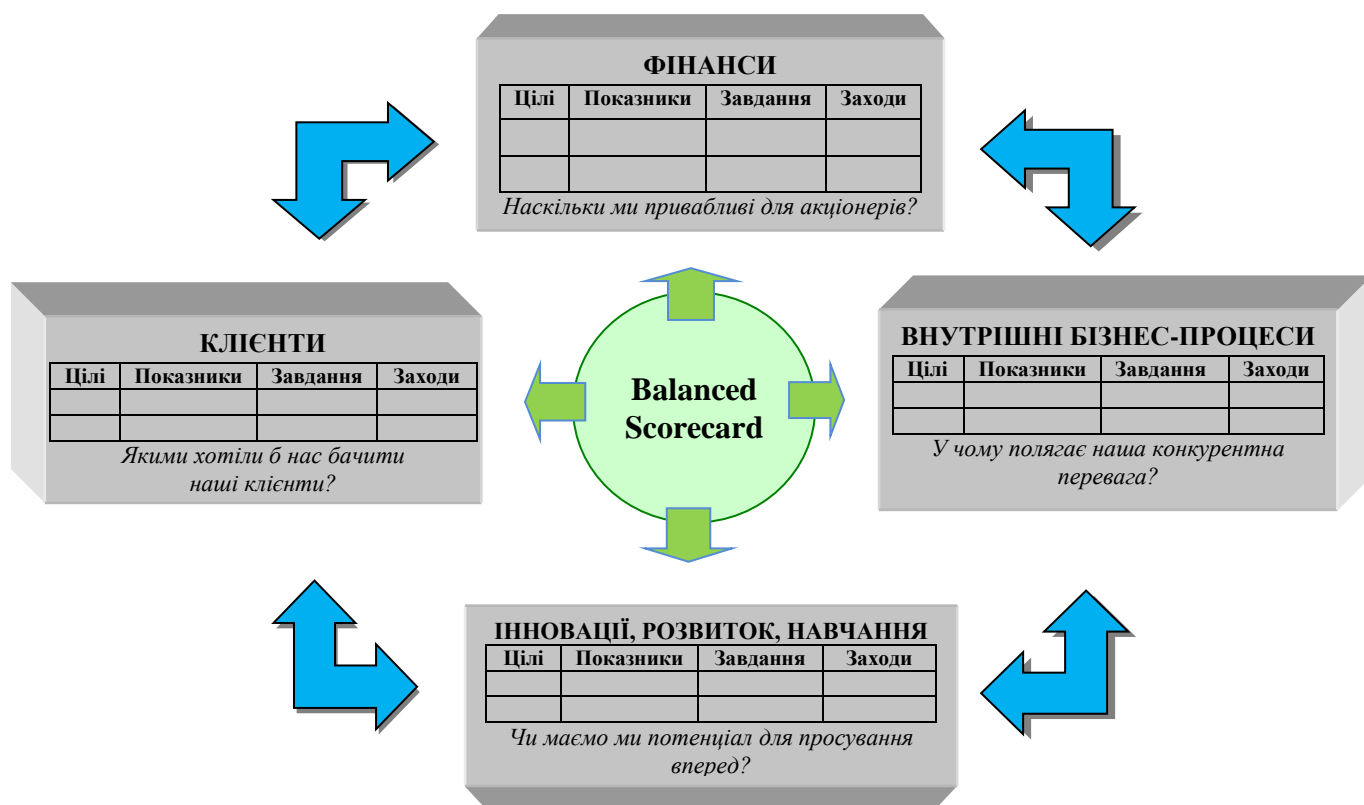 ФІНАНСИ
Цілі Показники Завдання Заходи
Наскільки ми привабливі для акціонерів?
КЛІЄНТИ
Цілі Показники Завдання Заходи
Якими хотіли б нас бачити
наші клієнти?
Balanced
Scorecard
ВНУТРІШНІ БІЗНЕС-ПРОЦЕСИ
Цілі Показники Завдання Заходи
У чому полягає наша конкурентна
перевага?
ІННОВАЦІЇ, РОЗВИТОК, НАВЧАННЯ
Цілі Показники Завдання Заходи
Чи маємо ми потенціал для просування
вперед?